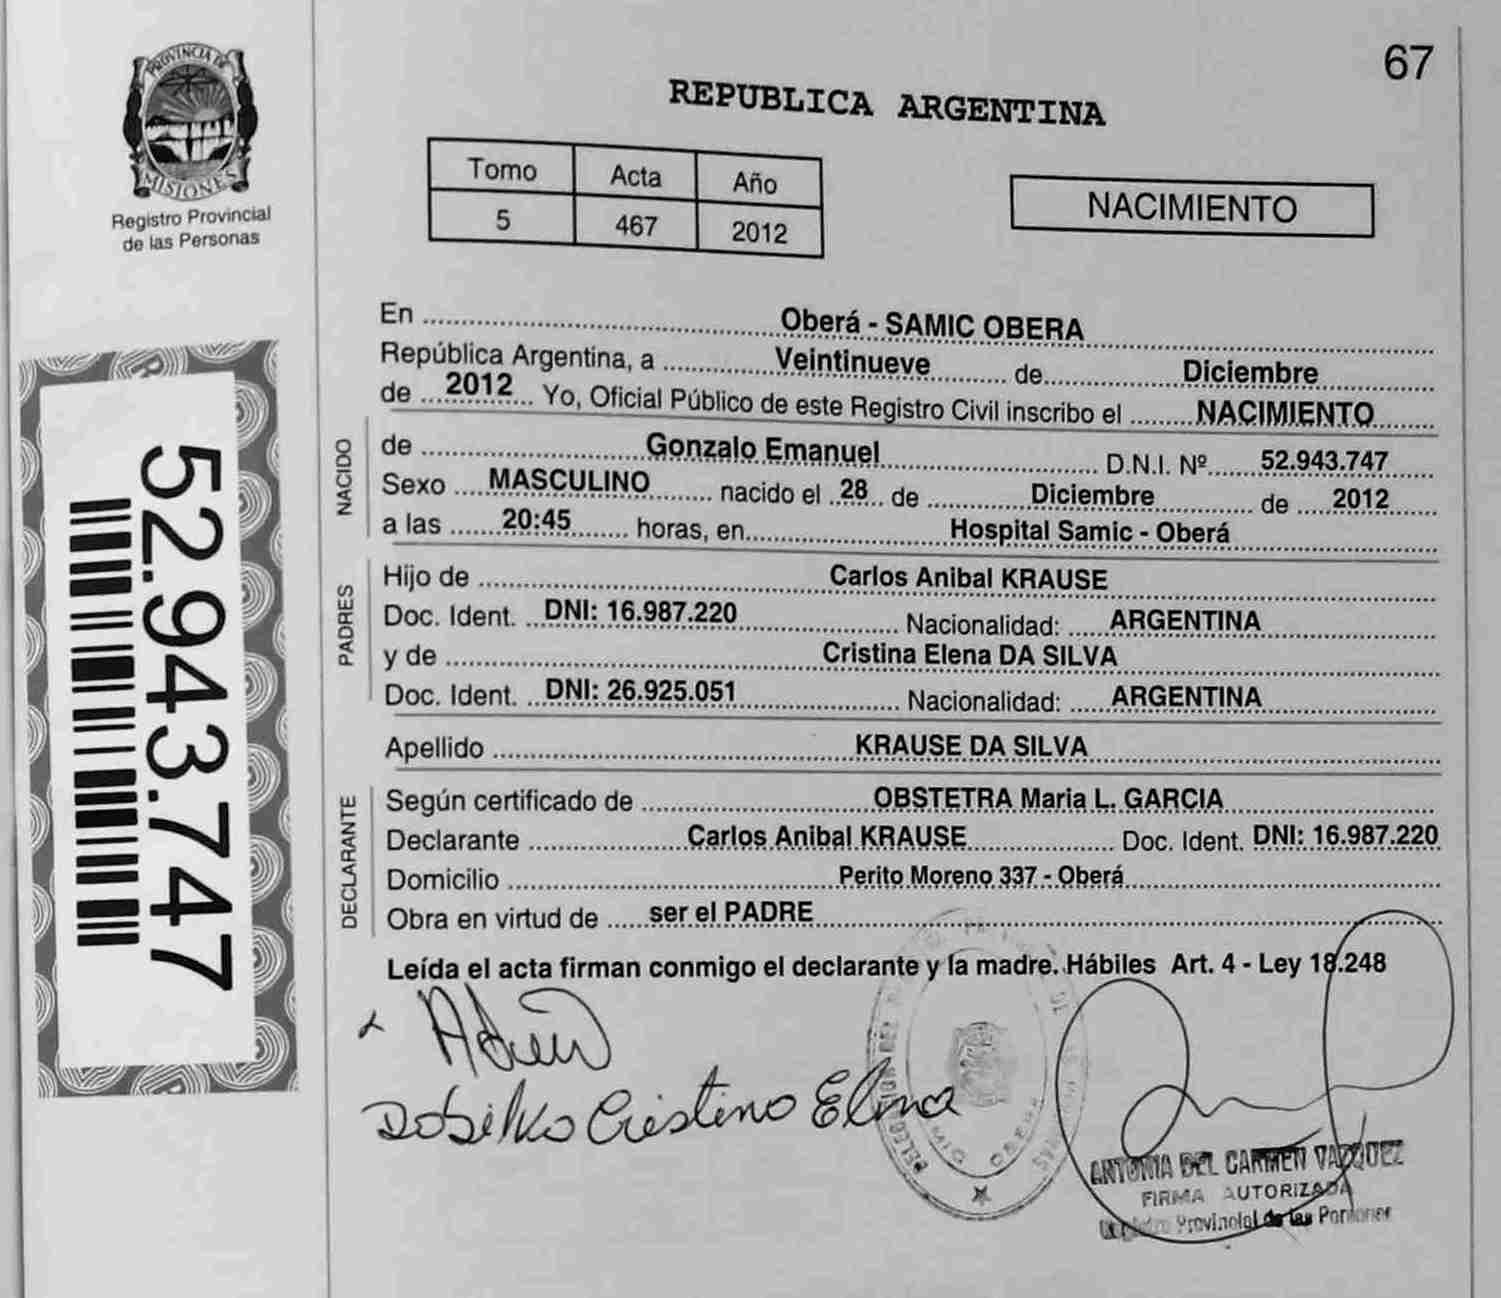 67
PROVINCIA DE
MISIONES
Registro Provincial
de las Personas
REPUBLICA ARGENTINA
Tomo Acta Año
5 467 2012
NACIMIENTO
52.943.747
En Oberá - SAMIC OBERA
República Argentina, a Veintinueve de Diciembre
de 2012 Yo, Oficial Público de este Registro Civil inscribo el NACIMIENTO
NACIDO
de Gonzalo Emanuel D.N.I. Nº 52.943.747
Sexo MASCULINO nacido el 28 de Diciembre de 2012
a las 20:45 horas, en Hospital Samic - Oberá
PADRES
Hijo de Carlos Anibal KRAUSE
Doc. Ident. DNI: 16.987.220 Nacionalidad: ARGENTINA
y de Cristina Elena DA SILVA
Doc. Ident. DNI: 26.925.051 Nacionalidad: ARGENTINA
Apellido KRAUSE DA SILVA
DECLARANTE
Según certificado de OBSTETRA Maria L. GARCIA
Declarante Carlos Anibal KRAUSE Doc. Ident. DNI: 16.987.220
Domicilio Perito Moreno 337 - Oberá
Obra en virtud de ser el PADRE
Leída el acta firman conmigo el declarante y la madre. Hábiles Art. 4 - Ley 18.248
Elena
ANTONIA DEL CARMEN VAZQUEZ
FIRMA AUTORIZADA
Registro Provincial de las Personas